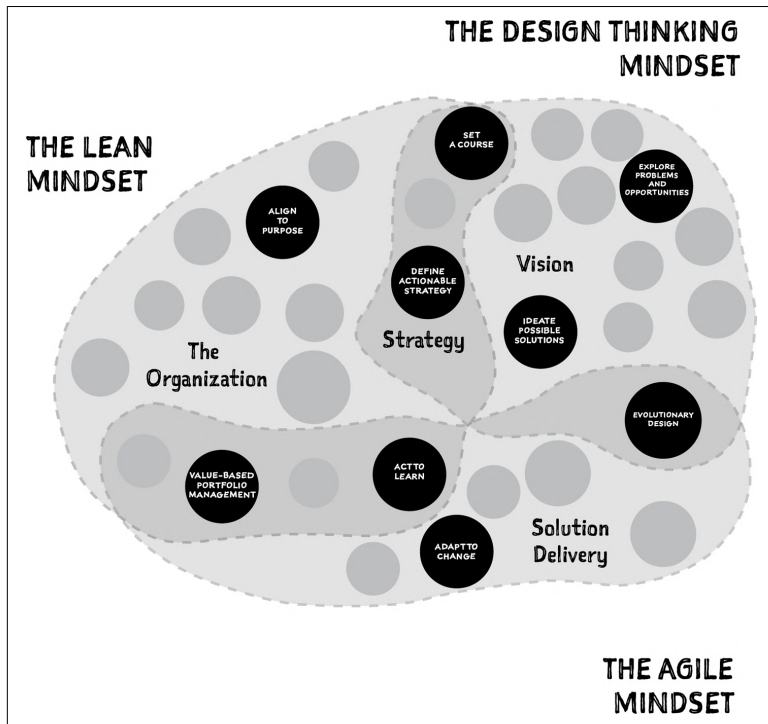 THE DESIGN THINKING
MINDSET
THE LEAN
MINDSET
SET
A COURSE
EXPLORE
PROBLEMS
AND
OPPORTUNITIES
ALIGN
TO
PURPOSE
Vision
DEFINE
ACTIONABLE
STRATEGY
IDEATE
POSSIBLE
SOLUTIONS
Strategy
The
Organization
EVOLUTIONARY
DESIGN
VALUE-BASED
PORTFOLIO
MANAGEMENT
ACT TO
LEARN
Solution
Delivery
ADAPT TO
CHANGE
THE AGILE
MINDSET